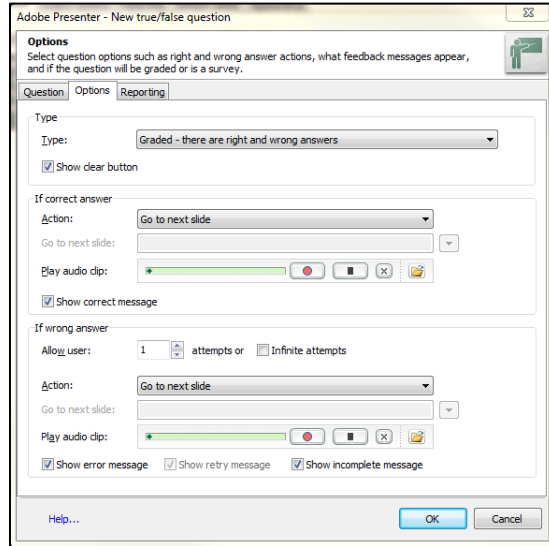 Adobe Presenter - New true/false question
Options
Select question options such as right and wrong answer actions, what feedback messages appear,
and if the question will be graded or is a survey.
Question Options Reporting
Type
Type: Graded - there are right and wrong answers
Show clear button
If correct answer
Action: Go to next slide
Go to next slide:
Play audio clip:
Show correct message
If wrong answer
Allow user: 1 attempts or Infinite attempts
Action: Go to next slide
Go to next slide:
Play audio clip:
Show error message Show retry message Show incomplete message
Help... OK Cancel